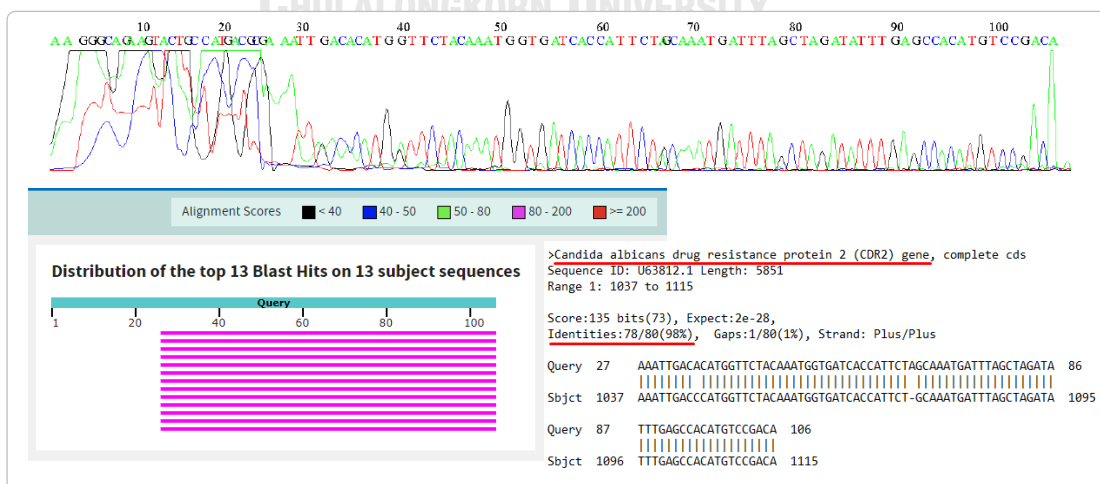 CHULALONGKORN UNIVERSITY
10 20 30 40 50 60 70 80 90 100
A A GGGCAGAAGTACTGCCATGACGCGA AATTGACACATGGTTCTACAAATGGTGATCACCATTCTAGCAAATGATTTAGCTAGATATTTGAGCCACATGTCCGACA
Alignment Scores < 40 40 - 50 50 - 80 80 - 200 >= 200
Distribution of the top 13 Blast Hits on 13 subject sequences
Query
1 20 40 60 80 100
>Candida albicans drug resistance protein 2 (CDR2) gene, complete cds
Sequence ID: U63812.1 Length: 5851
Range 1: 1037 to 1115
Score:135 bits(73), Expect:2e-28,
Identities:78/80(98%), Gaps:1/80(1%), Strand: Plus/Plus
Query 27 AAATTGACACATGGTTCTACAAATGGTGATCACCATTCTAGCAAATGATTTAGCTAGATA 86
Sbjct 1037 AAATTGACCCATGGTTCTACAAATGGTGATCACCATTCT-GCAAATGATTTAGCTAGATA 1095
Query 87 TTTGAGCCACATGTCCGACA 106
Sbjct 1096 TTTGAGCCACATGTCCGACA 1115